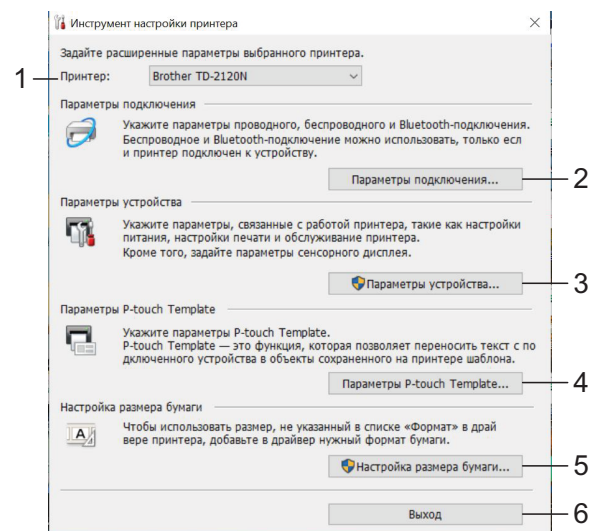 Инструмент настройки принтера
Задайте расширенные параметры выбранного принтера.
1
Принтер: Brother TD-2120N
Параметры подключения
Укажите параметры проводного, беспроводного и Bluetooth-подключения.
Беспроводное и Bluetooth-подключение можно использовать, только есл
и принтер подключен к устройству.
Параметры подключения... 2
Параметры устройства
Укажите параметры, связанные с работой принтера, такие как настройки
питания, настройки печати и обслуживание принтера.
Кроме того, задайте параметры сенсорного дисплея.
Параметры устройства... 3
Параметры P-touch Template
Укажите параметры P-touch Template.
P-touch Template — это функция, которая позволяет переносить текст с по
дключенного устройства в объекты сохраненного на принтере шаблона.
Параметры P-touch Template... 4
Настройка размера бумаги
Чтобы использовать размер, не указанный в списке «Формат» в драй
вере принтера, добавьте в драйвер нужный формат бумаги.
Настройка размера бумаги... 5
Выход 6